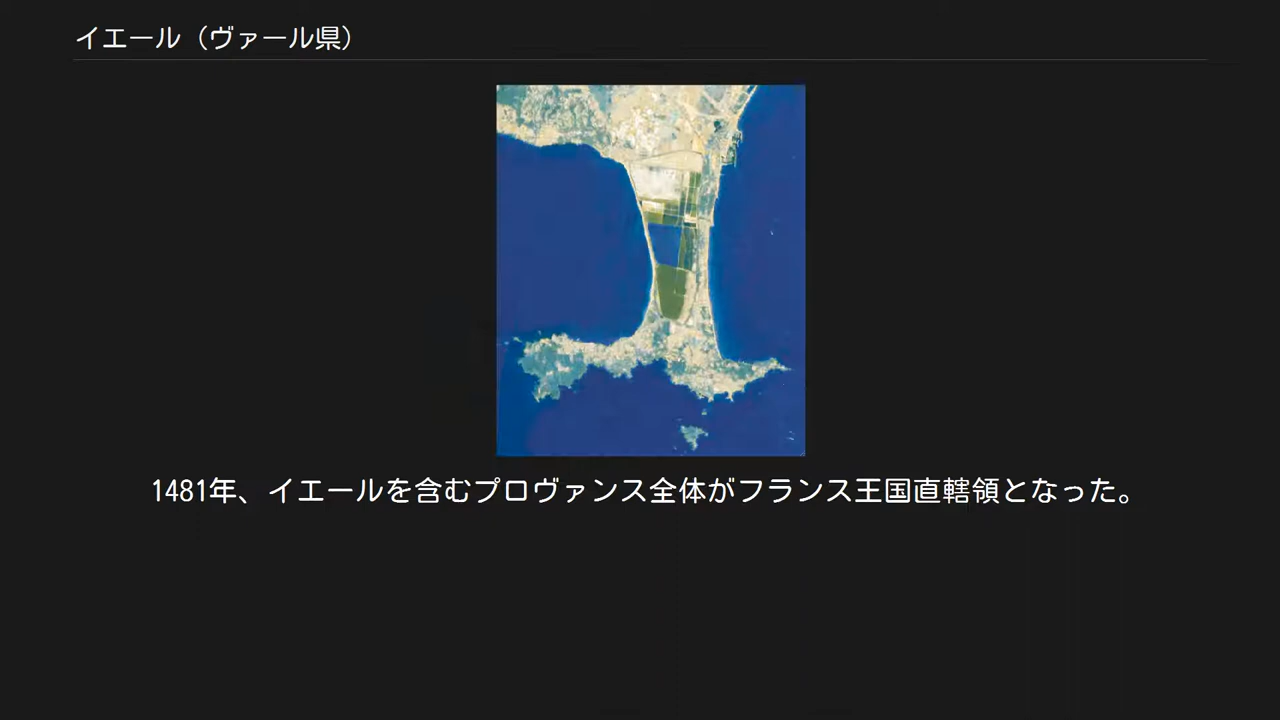 イエール（ヴァール県）
1481年、イエールを含むプロヴァンス全体がフランス王国直轄領となった。